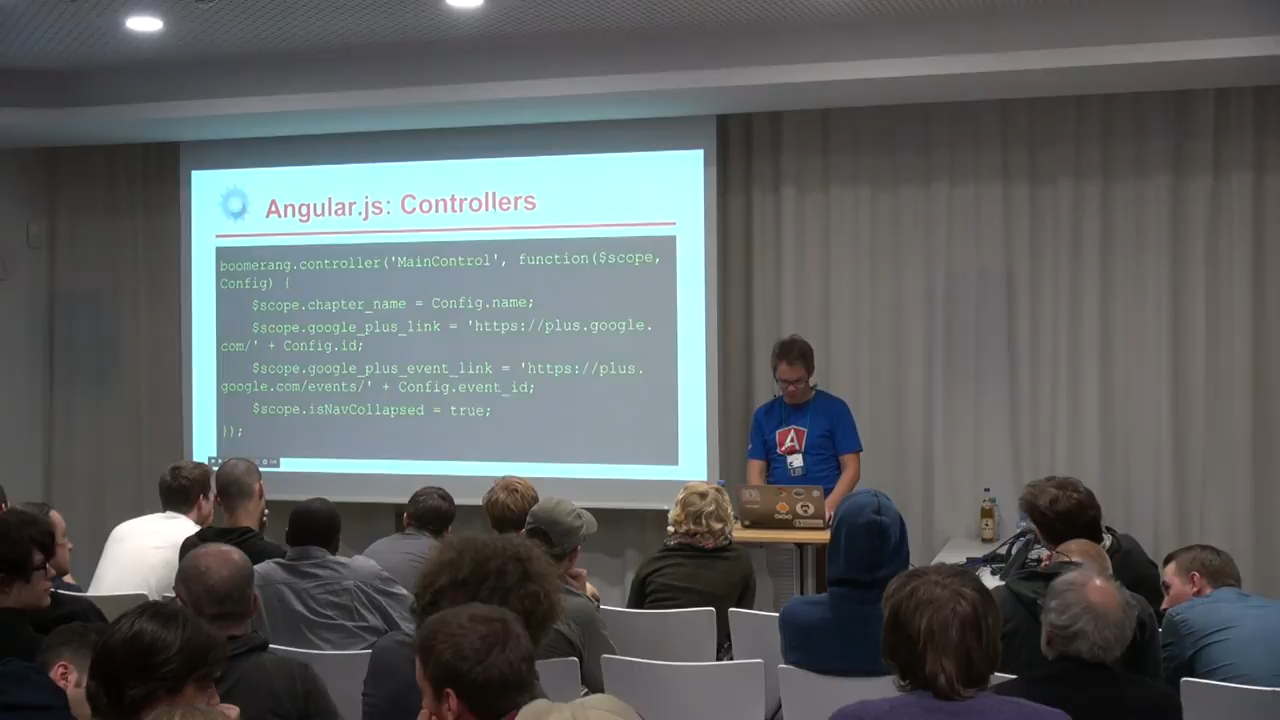 Angular.js: Controllers
boomerang.controller('MainControl', function($scope,
Config) {
$scope.chapter_name = Config.name;
$scope.google_plus_link = 'https://plus.google.
com/' + Config.id;
$scope.google_plus_event_link = 'https://plus.
google.com/events/' + Config.event_id;
$scope.isNavCollapsed = true;
});
A